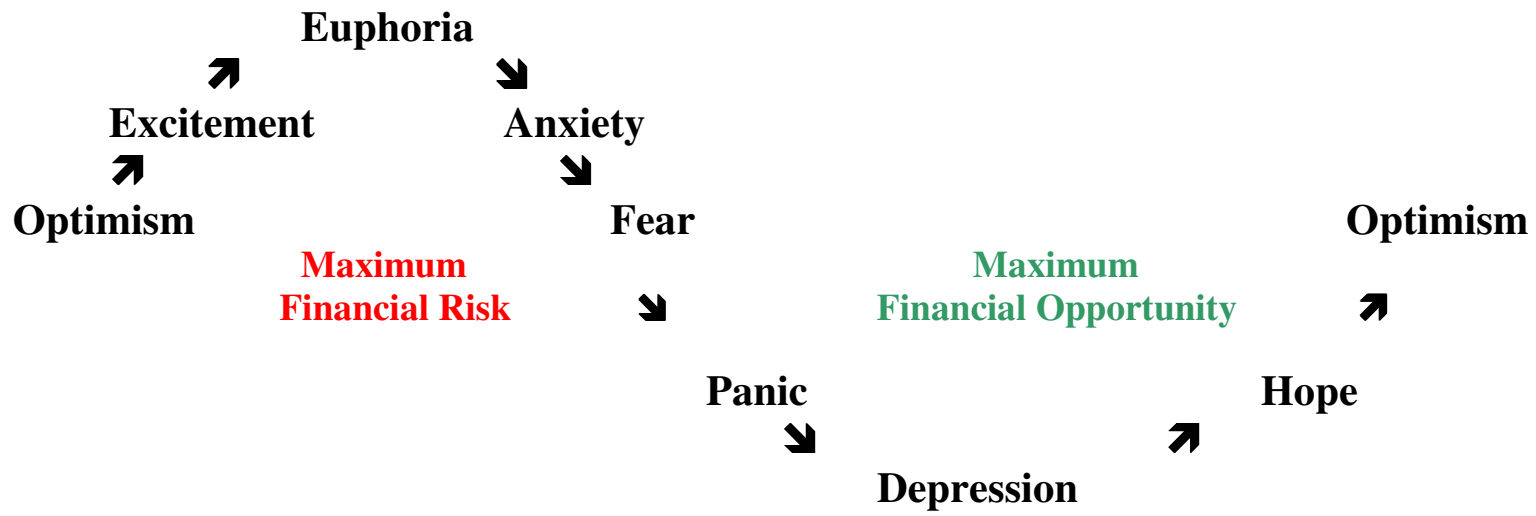 Euphoria
Excitement Anxiety
Optimism Fear Optimism
Maximum Maximum
Financial Risk Financial Opportunity
Panic Hope
Depression